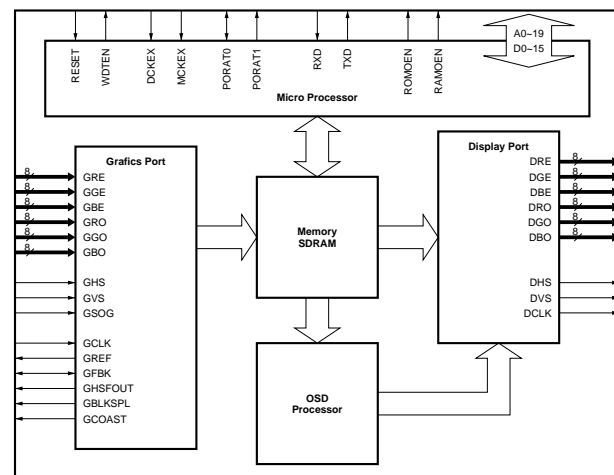 A0~19
D0~15
RESET
WDTEN
DCKEX
MCKEX
PORAT0
PORAT1
RXD
TXD
ROMOEN
RAMOEN
Micro Processor
Grafics Port
8 GRE
8 GGE
8 GBE
8 GRO
8 GGO
8 GBO
GHS
GVS
GSOG
GCLK
GREF
GFBK
GHSFOUT
GBLKSPL
GCOAST
Memory
SDRAM
OSD
Processor
Display Port
DRE 8
DGE 8
DBE 8
DRO 8
DGO 8
DBO 8
DHS
DVS
DCLK